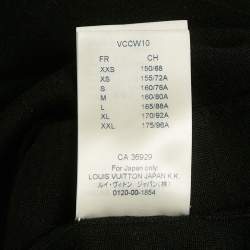 VCCW10
FR CH
XXS 150/68
XS 155/72A
S 160/76A
M 160/80A
L 165/88A
XL 170/92A
XXL 175/96A
CA 36929
For Japan only
LOUIS VUITTON JAPAN K.K.
ルイ・ヴィトン ジャパン(株)
0120-00-1854